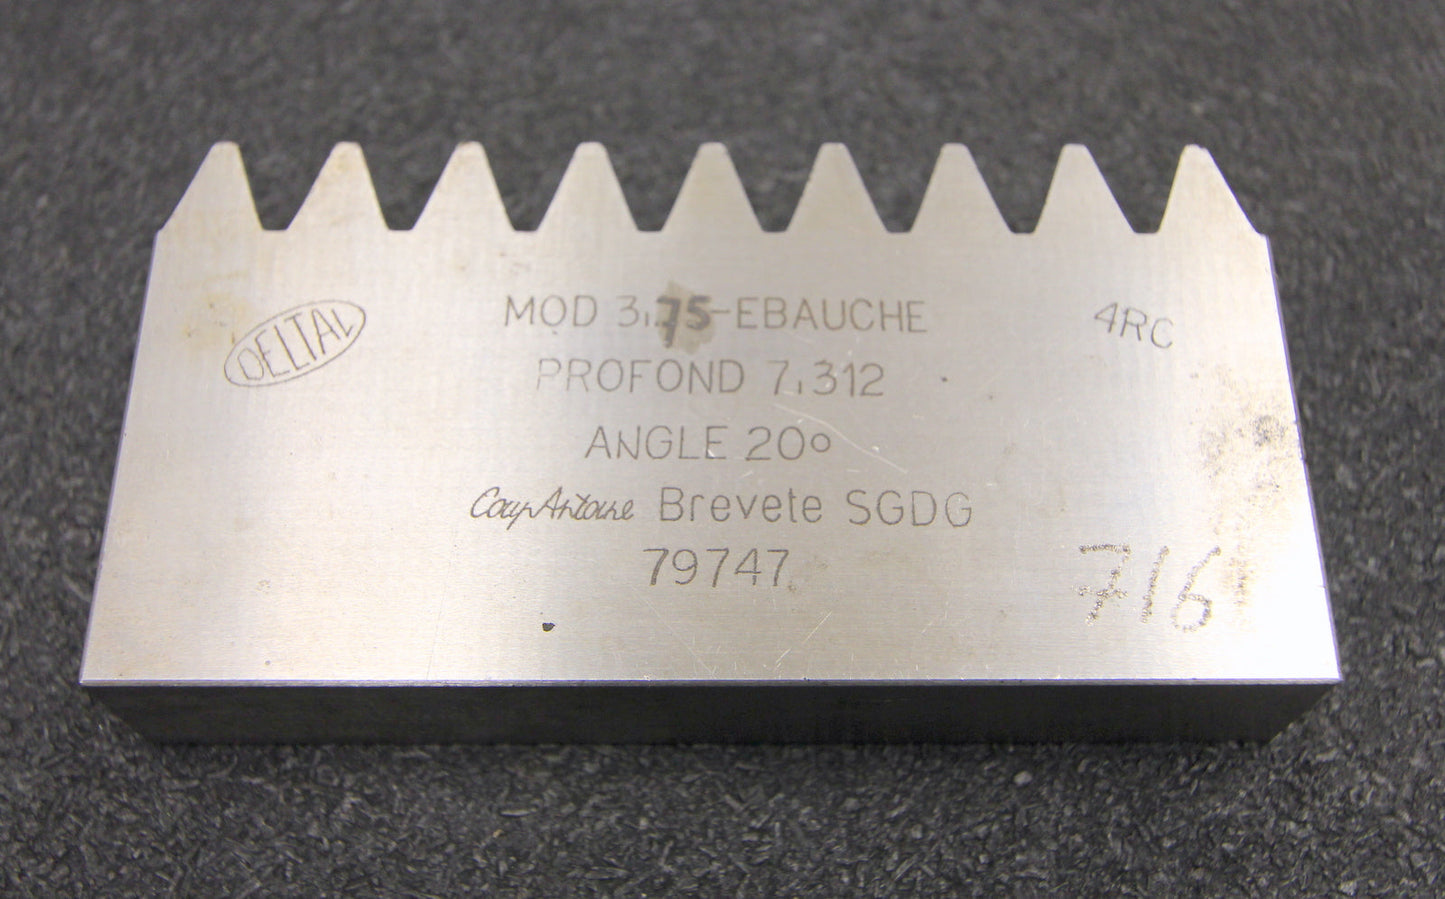 DELTAL
MOD 3,75-EBAUCHE
4RC
PROFOND 7,312
ANGLE 20°
Brevete SGDG
79747
716